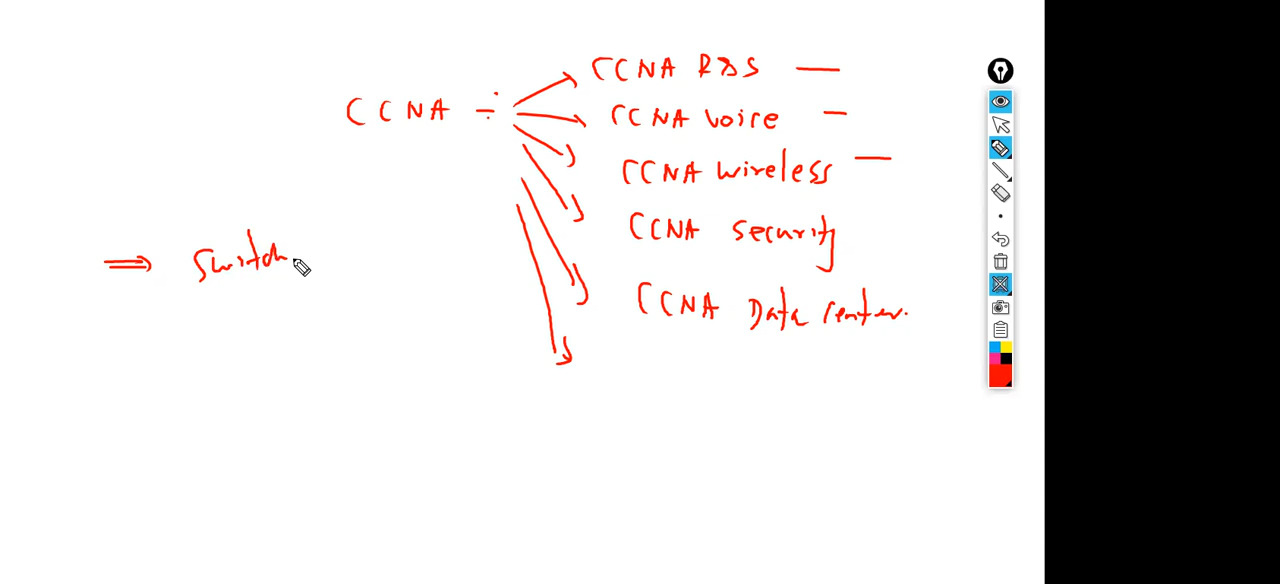 CCNA R&S —
CCNA :-
CCNA Voice —
CCNA Wireless —
CCNA Security
⇒ Switch
CCNA Data Center.